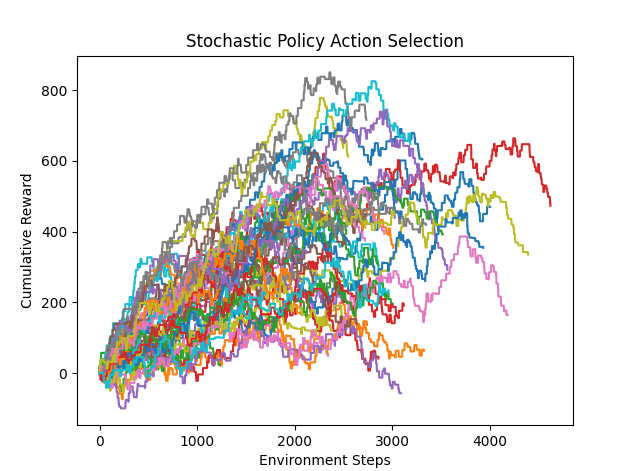 Stochastic Policy Action Selection
800
600
400
200
0
Cumulative Reward
0 1000 2000 3000 4000
Environment Steps